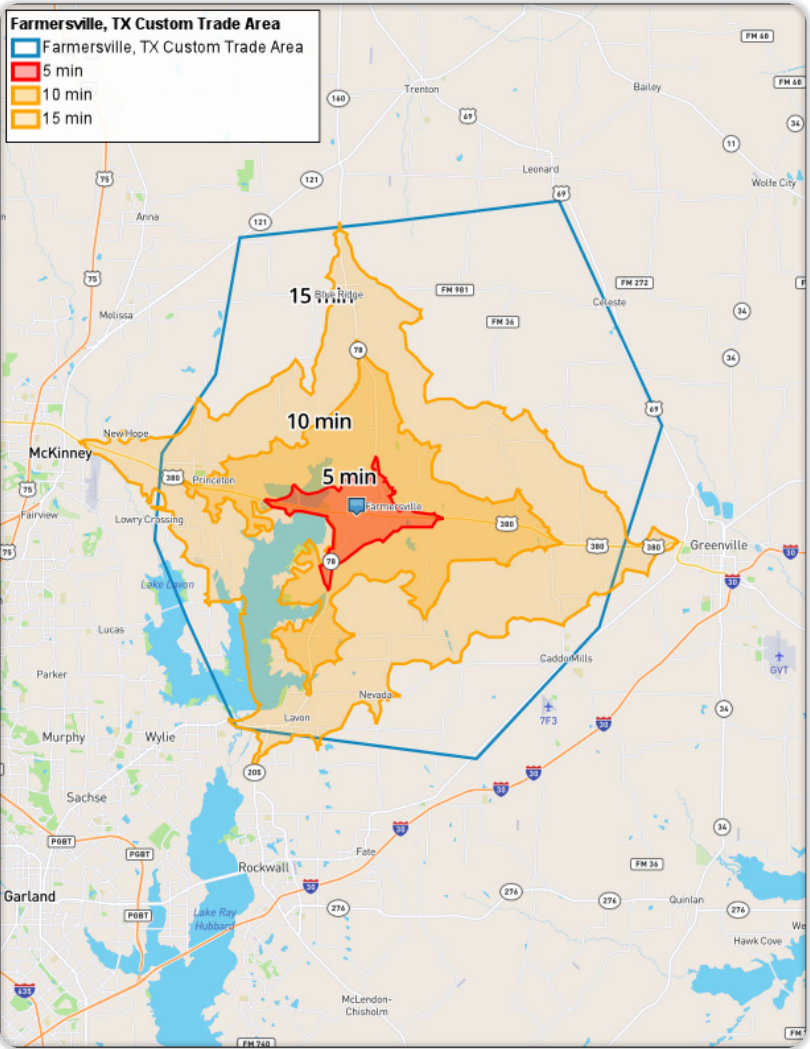 Farmersville, TX Custom Trade Area
Farmersville, TX Custom Trade Area
5 min
10 min
15 min
FM 68
Trenton
Bailey
FM 68
160
69
34
11
Leonard
121
75
Wolfe City
69
Anna
121
75
FM 272
15 min
Blue Ridge
FM 981
Celeste
34
Melissa
FM 36
78
34
69
10 min
New Hope
McKinney
5 min
380
Princeton
75
Farmersville
Fairview
Lowry Crossing
380
380
380
Greenville
30
75
78
30
Lake Lavon
Lucas
Caddo Mills
Parker
GVT
Nevada
7F3
34
Lavon
30
Murphy
Wylie
205
30
30
Sachse
30
34
PGBT
PGBT
Fate
FM 36
Rockwall
30
Garland
276
276
276
Quinlan
276
PGBT
Lake Ray
Hubbard
Hawk Cove
635
McLendon-
Chisholm
FM 740